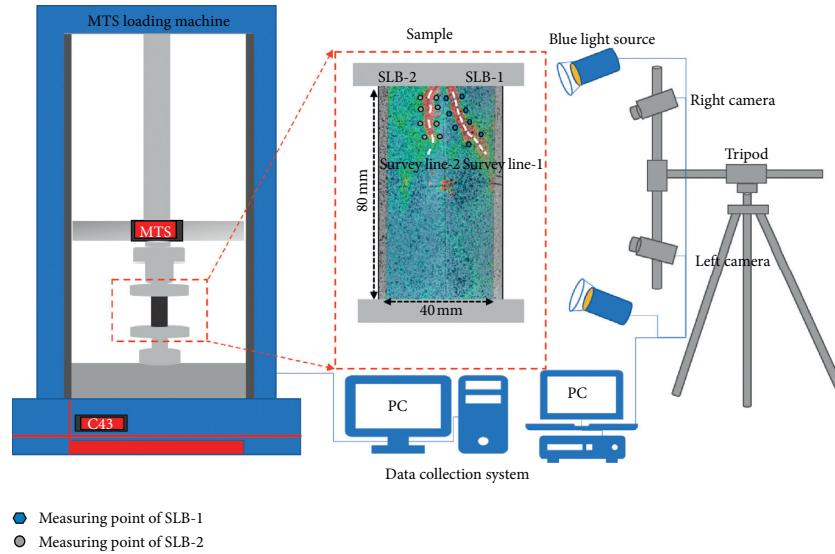 MTS loading machine
Sample
Blue light source
SLB-2
SLB-1
Right camera
Tripod
Survey line-2
Survey line-1
80 mm
MTS
Left camera
40 mm
PC
PC
C43
Data collection system
Measuring point of SLB-1
Measuring point of SLB-2